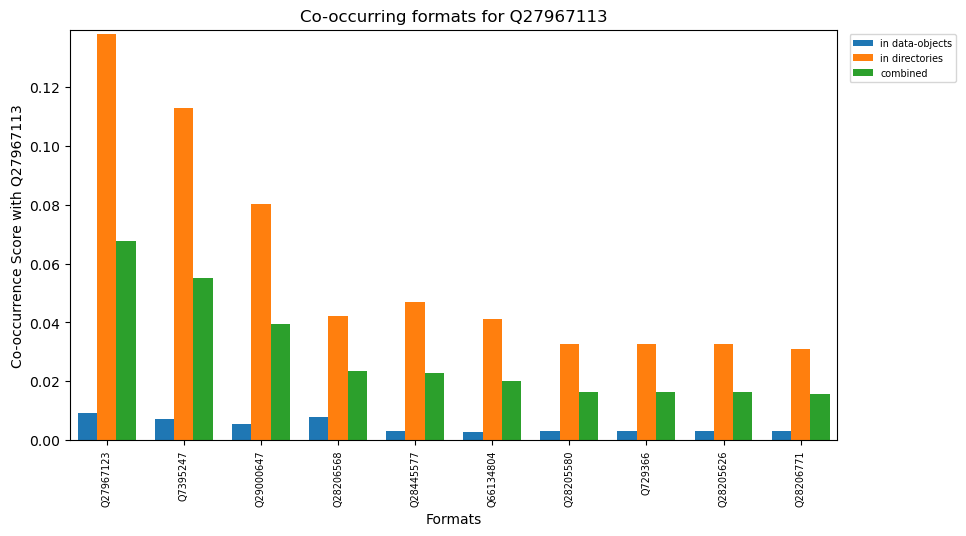 Co-occurring formats for Q27967113
in data-objects
in directories
combined
Co-occurrence Score with Q27967113
0.12
0.10
0.08
0.06
0.04
0.02
0.00
Q27967123
Q7395247
Q29000647
Q28206568
Q28445577
Q66134804
Q28205580
Q729366
Q28205626
Q28206771
Formats